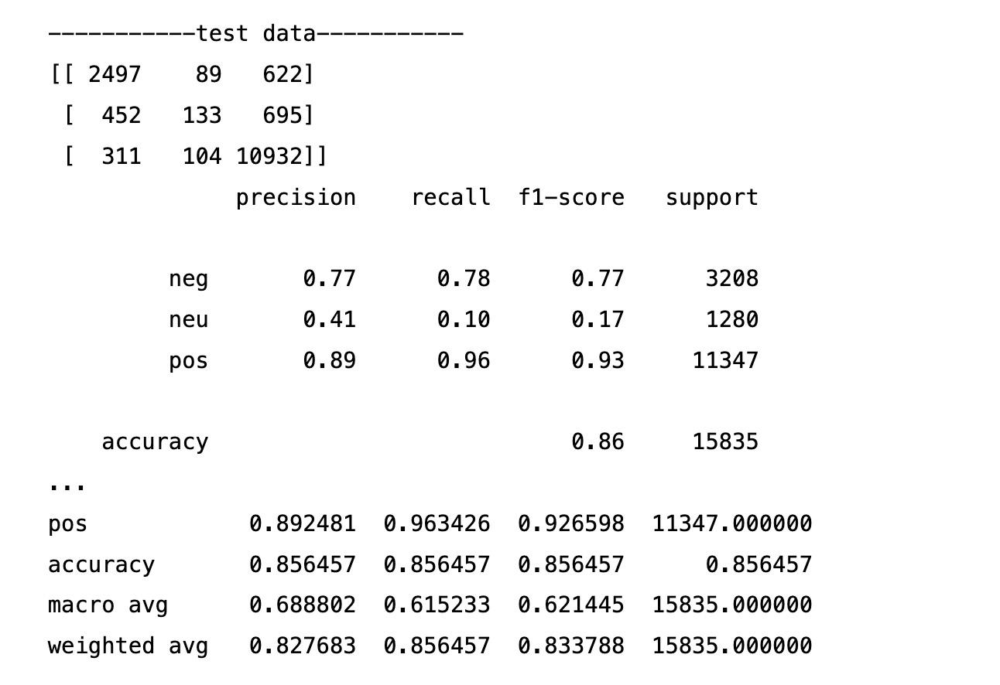 -----------test data-----------
[[ 2497    89   622]
 [  452   133   695]
 [  311   104 10932]]
              precision    recall  f1-score   support

         neg       0.77      0.78      0.77      3208
         neu       0.41      0.10      0.17      1280
         pos       0.89      0.96      0.93     11347

    accuracy                           0.86     15835
...
pos            0.892481  0.963426  0.926598  11347.000000
accuracy       0.856457  0.856457  0.856457      0.856457
macro avg      0.688802  0.615233  0.621445  15835.000000
weighted avg   0.827683  0.856457  0.833788  15835.000000